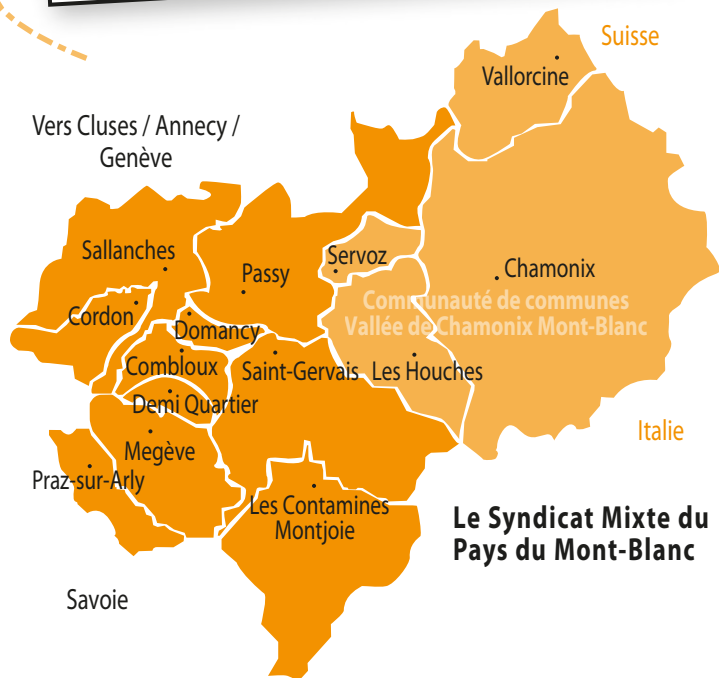 Suisse
Vallorcine
Vers Cluses / Annecy /
Genève
Sallanches
Servoz
Passy
Chamonix
Communauté de communes
Vallée de Chamonix Mont-Blanc
Cordon
Domancy
Combloux
Saint-Gervais
Les Houches
Demi Quartier
Italie
Megève
Praz-sur-Arly
Les Contamines
Montjoie
Le Syndicat Mixte du
Pays du Mont-Blanc
Savoie